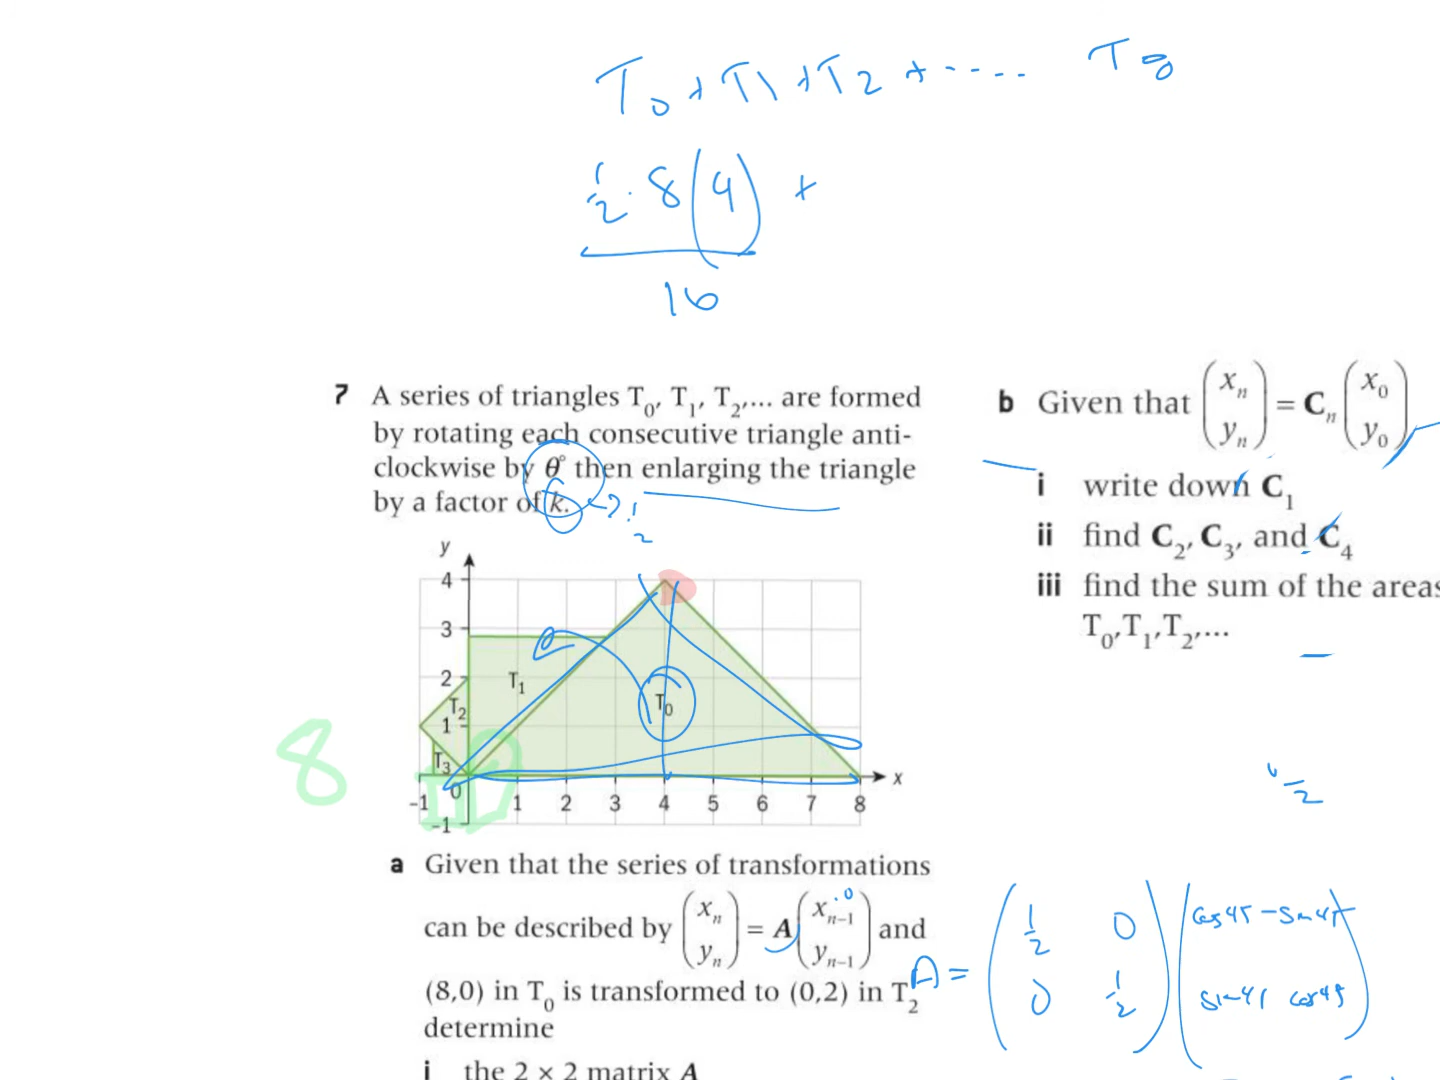 T0 + T1 + T2 + .... T8
1/2 · 8(4) +
16
7 A series of triangles T0, T1, T2,... are formed
by rotating each consecutive triangle anti-
clockwise by θ° then enlarging the triangle
by a factor of k. → 1/2
y
4
3
2
1
0
-1
-1 1 2 3 4 5 6 7 8 x
T1
T0
T2
T3
8
a Given that the series of transformations
can be described by (xn yn) = A (xn–1 yn–1) and
(8,0) in T0 is transformed to (0,2) in T2
determine
i the 2 × 2 matrix A
b Given that (xn yn) = Cn (x0 y0)
i write down C1
ii find C2, C3, and C4
iii find the sum of the areas
T0,T1,T2,...
1/2
A = (1/2 0 0 1/2) (cos45 -sin45 sin45 cos45)